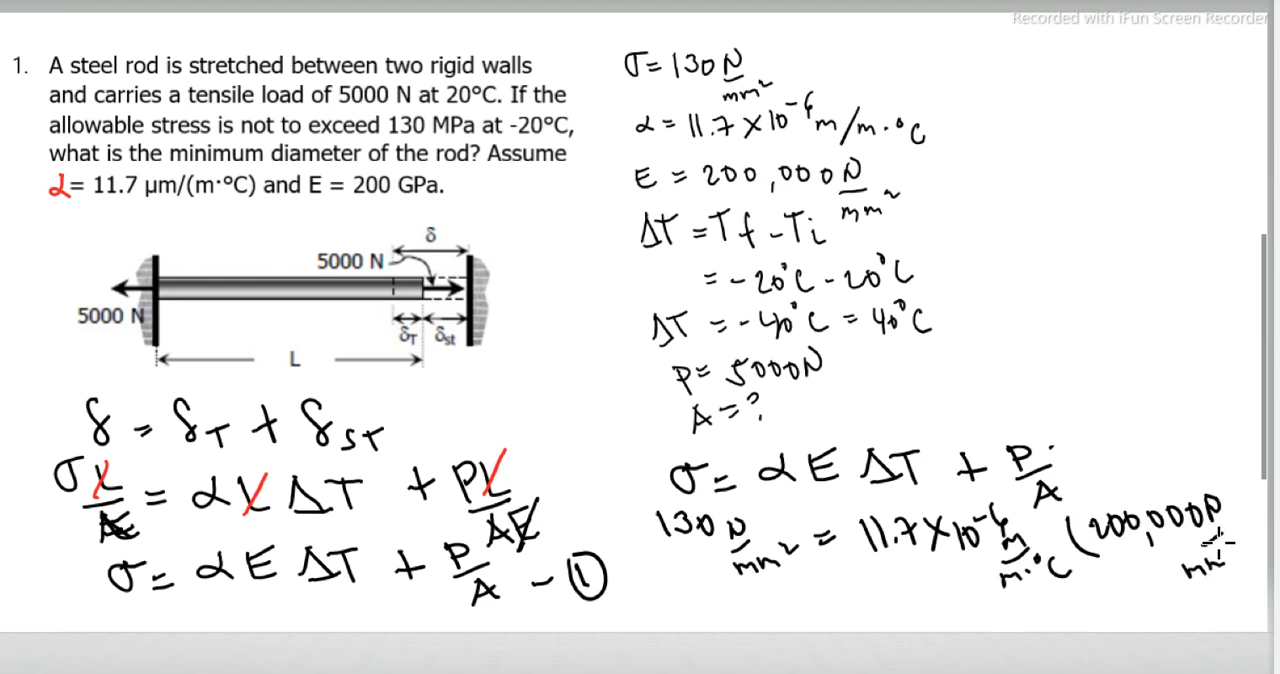 Recorded with iFun Screen Recorder
1. A steel rod is stretched between two rigid walls
and carries a tensile load of 5000 N at 20°C. If the
allowable stress is not to exceed 130 MPa at -20°C,
what is the minimum diameter of the rod? Assume
α= 11.7 µm/(m·°C) and E = 200 GPa.
δ
5000 N
5000 N
δT δst
L
δ = δT + δST
σL/AE = αLΔT + PL/AE
σ = αEΔT + P/A - ①
σ = 130 N/mm²
α = 11.7 x 10⁻⁶ m/m·°C
E = 200,000 N/mm²
ΔT = Tf - Ti
= -20°C - 20°C
ΔT = -40°C = 40°C
P = 5000N
A = ?
σ = αEΔT + P/A
130 N/mm² = 11.7 x 10⁻⁶ m/m·°C (200,000 N/mm